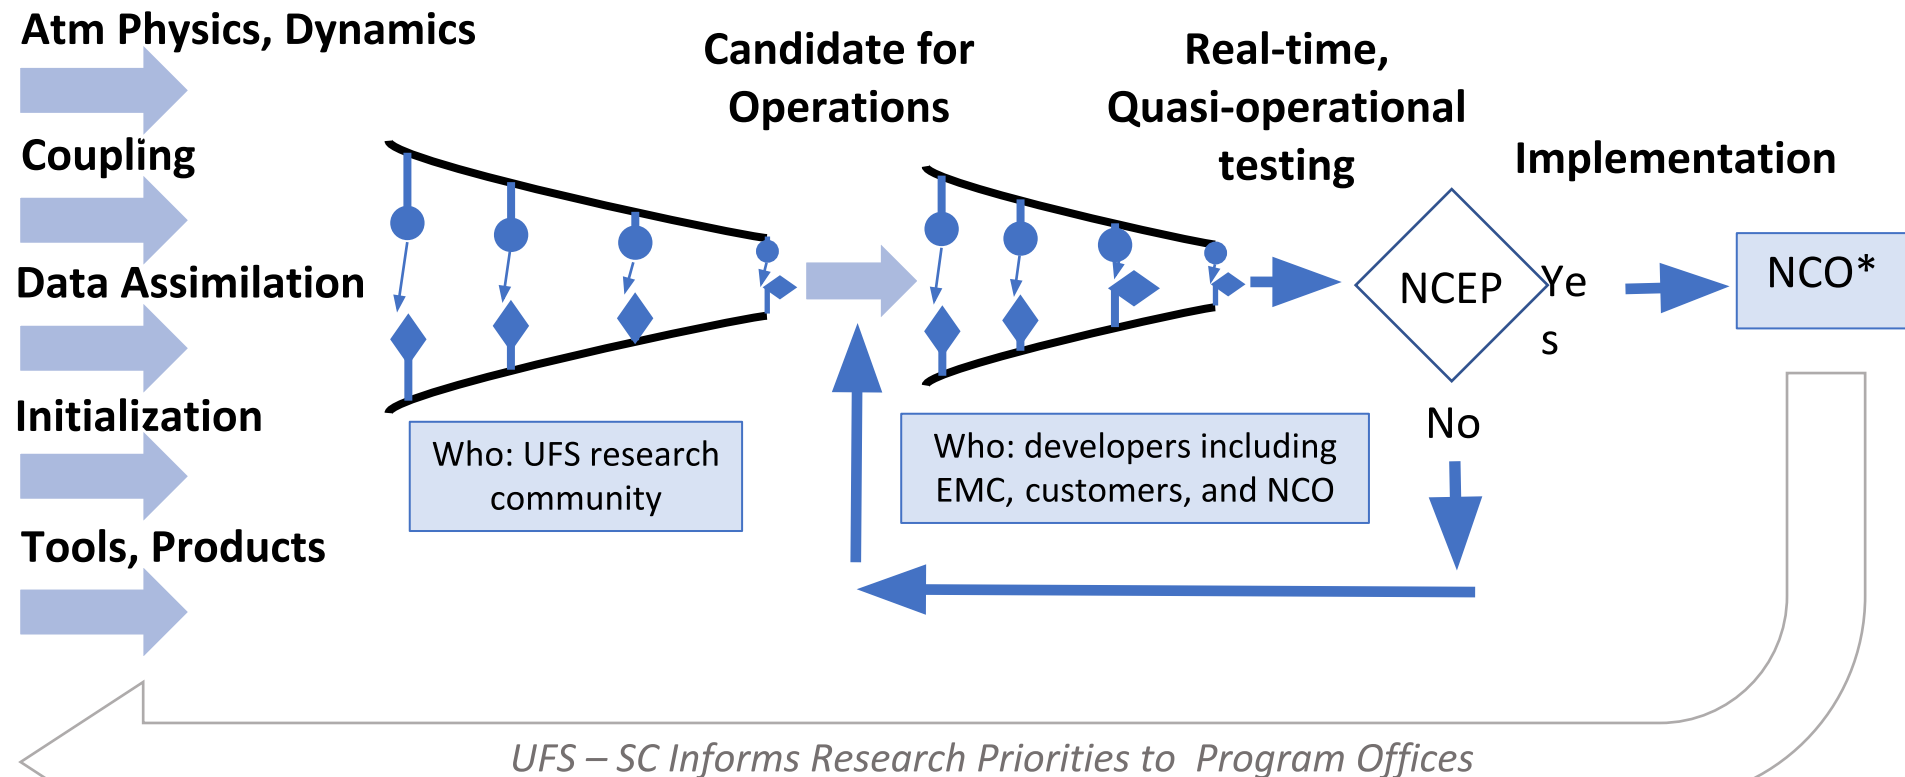 Atm Physics, Dynamics
Coupling
Data Assimilation
Initialization
Tools, Products
Candidate for
Operations
Real-time,
Quasi-operational
testing
Implementation
NCEP
Ye
s
No
NCO*
Who: UFS research
community
Who: developers including
EMC, customers, and NCO
UFS – SC Informs Research Priorities to Program Offices